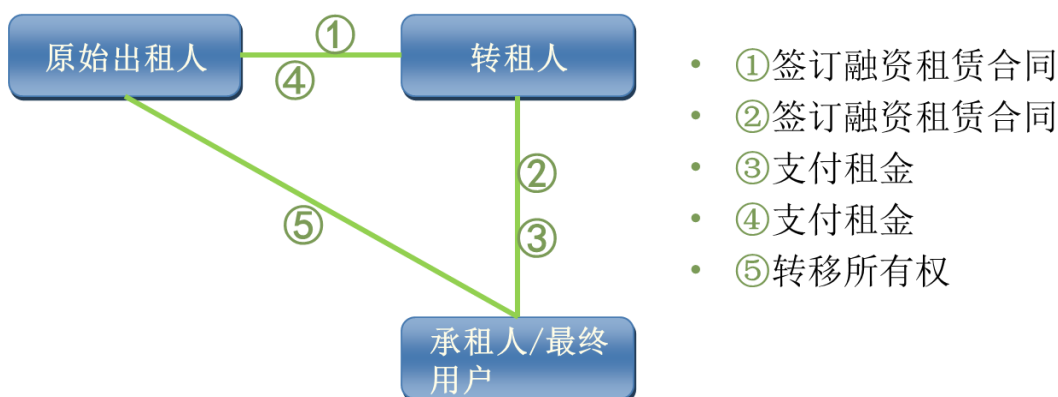 原始出租人
①
④
转租人
②
③
⑤
承租人/最终
用户
• ①签订融资租赁合同
• ②签订融资租赁合同
• ③支付租金
• ④支付租金
• ⑤转移所有权